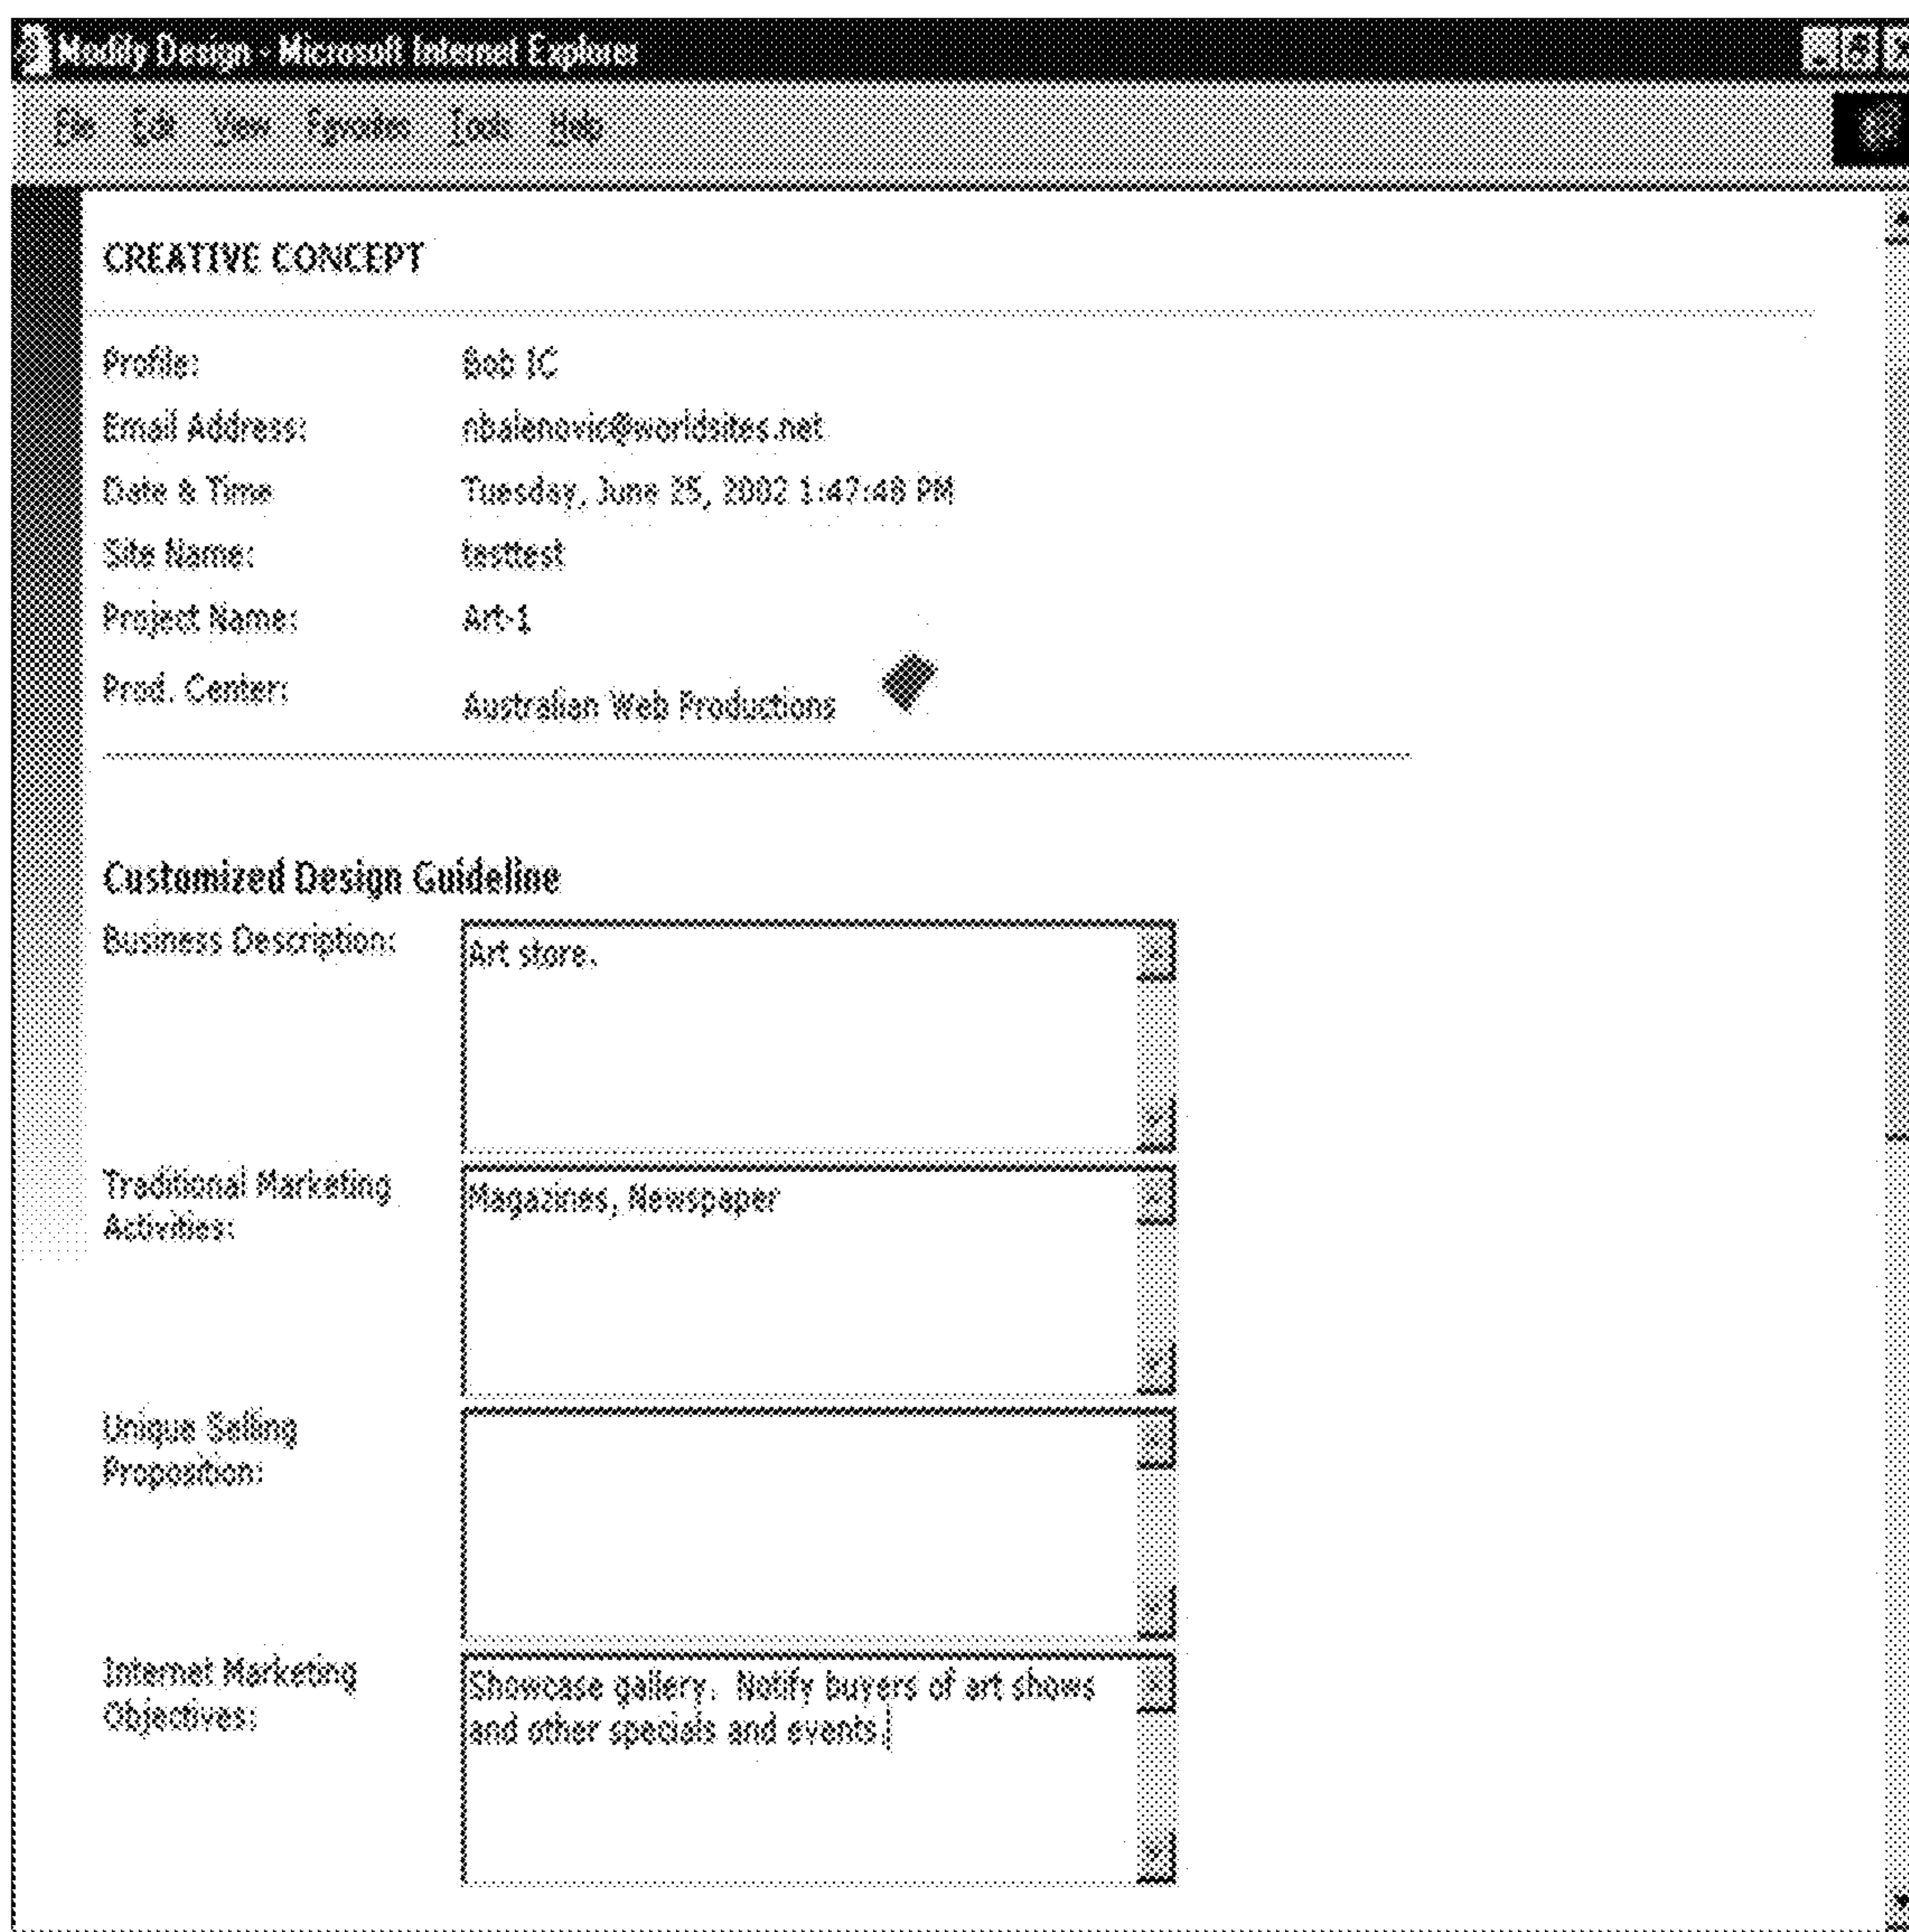 Modify Design - Microsoft Internet Explorer
File Edit View Favorites Tools Help
CREATIVE CONCEPT
Profile: Bob IC
Email Address: nbalenovic@worldsites.net
Date & Time Tuesday, June 25, 2002 1:47:48 PM
Site Name: testtest
Project Name: Art-1
Prod. Center: Australian Web Productions
Customized Design Guideline
Business Description: Art store.
Traditional Marketing Magazines, Newspaper
Activities:
Unique Selling
Proposition:
Internet Marketing Showcase gallery. Notify buyers of art shows
Objectives: and other specials and events.